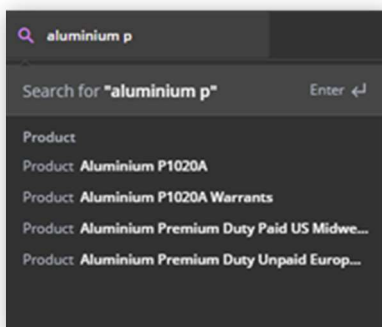 aluminium p
Search for "aluminium p" Enter
Product
Product Aluminium P1020A
Product Aluminium P1020A Warrants
Product Aluminium Premium Duty Paid US Midwe...
Product Aluminium Premium Duty Unpaid Europ...